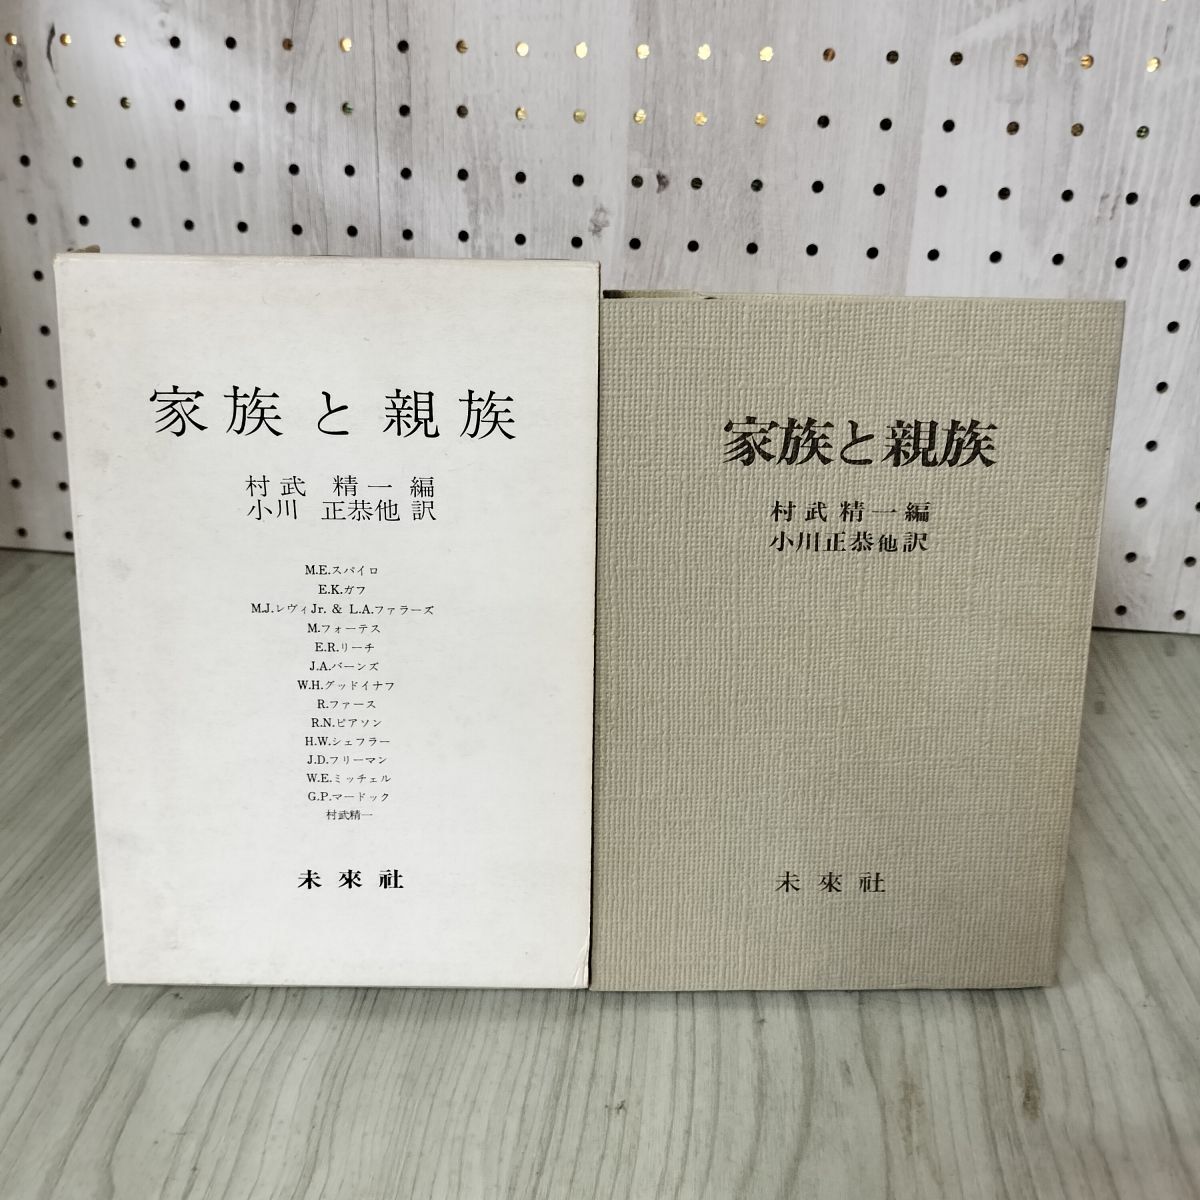 家族と親族
村武 精一 編
小川 正恭他 訳
M.E.スパイロ
E.K.ガフ
M.J.レヴィJr. & L.A.ファラーズ
M.フォーテス
E.R.リーチ
J.A.バーンズ
W.H.グッドイナフ
R.ファース
R.N.ピアソン
H.W.シェフラー
J.D.フリーマン
W.E.ミッチェル
G.P.マードック
村武精一
未來社
家族と親族
村武精一編
小川正恭他訳
未來社